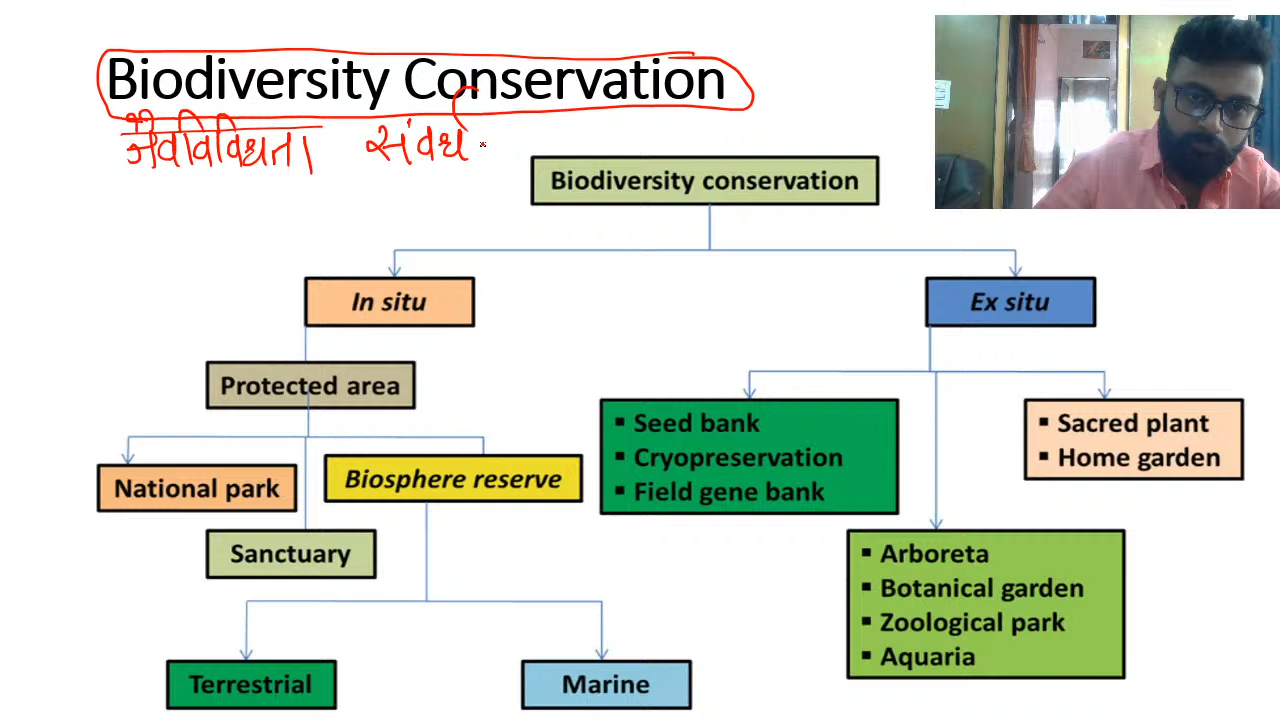 Biodiversity Conservation
जैवविविधता संवर्ध
Biodiversity conservation
In situ
Ex situ
Protected area
National park
Biosphere reserve
Sanctuary
Terrestrial
Marine
▪ Seed bank
▪ Cryopreservation
▪ Field gene bank
▪ Sacred plant
▪ Home garden
▪ Arboreta
▪ Botanical garden
▪ Zoological park
▪ Aquaria